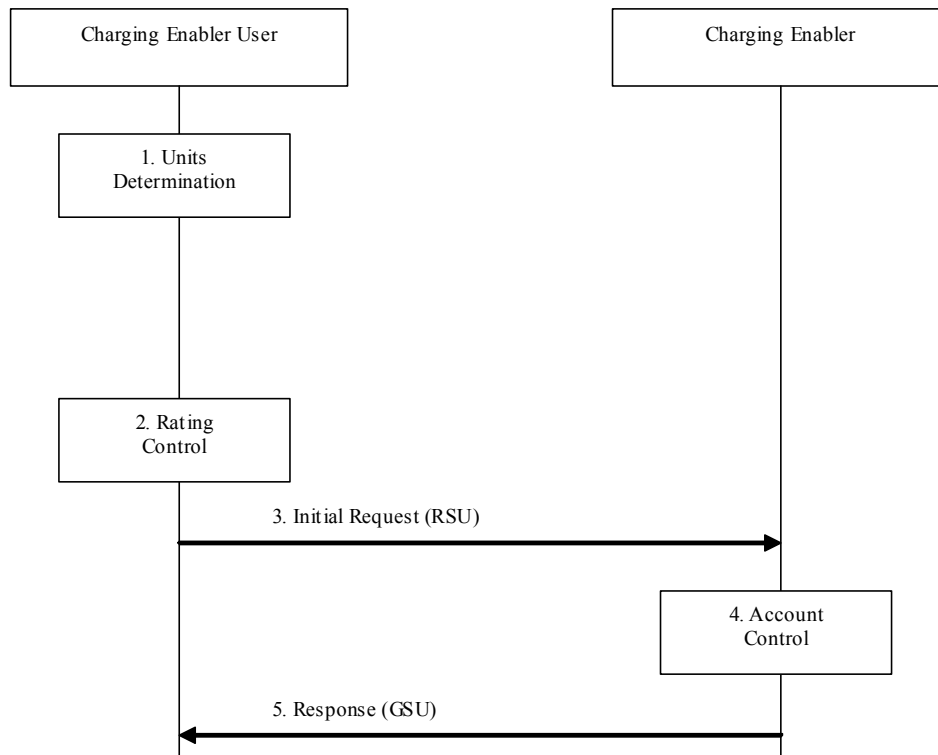 Charging Enabler User
Charging Enabler
1. Units
Determination
2. Rating
Control
3. Initial Request (RSU)
4. Account
Control
5. Response (GSU)